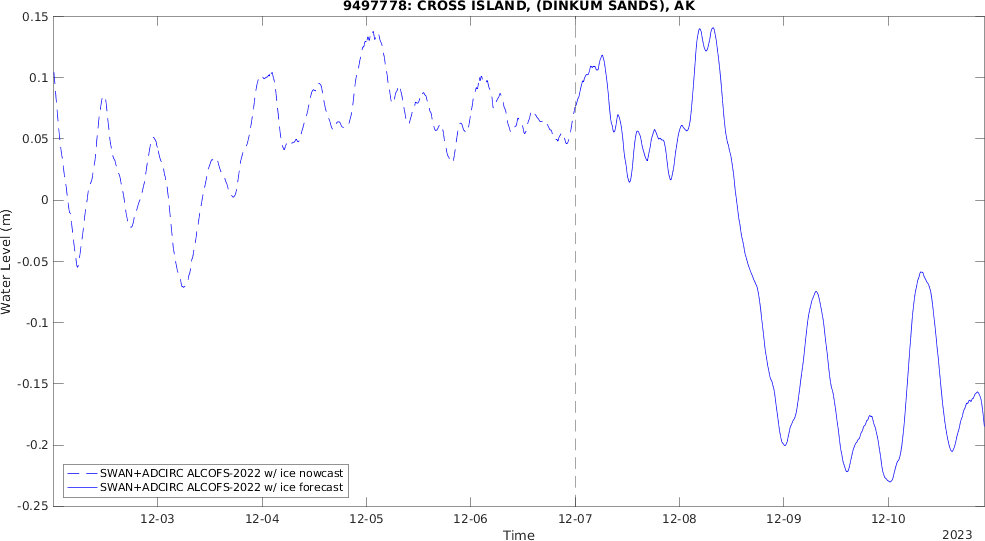 9497778: CROSS ISLAND, (DINKUM SANDS), AK
0.15
0.1
0.05
0
-0.05
-0.1
-0.15
-0.2
-0.25
Water Level (m)
SWAN+ADCIRC ALCOFS-2022 w/ ice nowcast
SWAN+ADCIRC ALCOFS-2022 w/ ice forecast
12-03 12-04 12-05 12-06 12-07 12-08 12-09 12-10
Time
2023